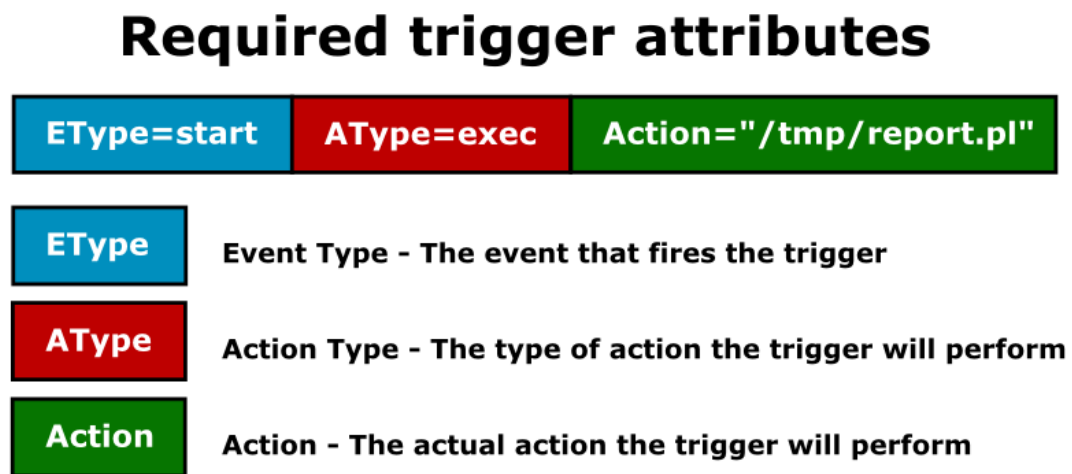 Required trigger attributes
EType=start AType=exec Action="/tmp/report.pl"
EType Event Type - The event that fires the trigger
AType Action Type - The type of action the trigger will perform
Action Action - The actual action the trigger will perform